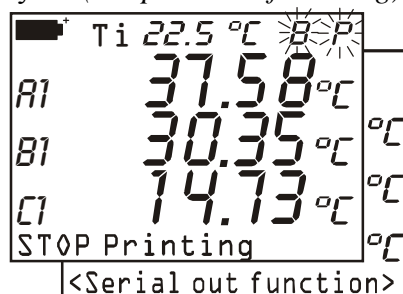 Ti 22.5 °C B P
A1 37.58 °C
B1 30.35 °C
C1 14.73 °C
STOP Printing
°C
°C
°C
<Serial out function>